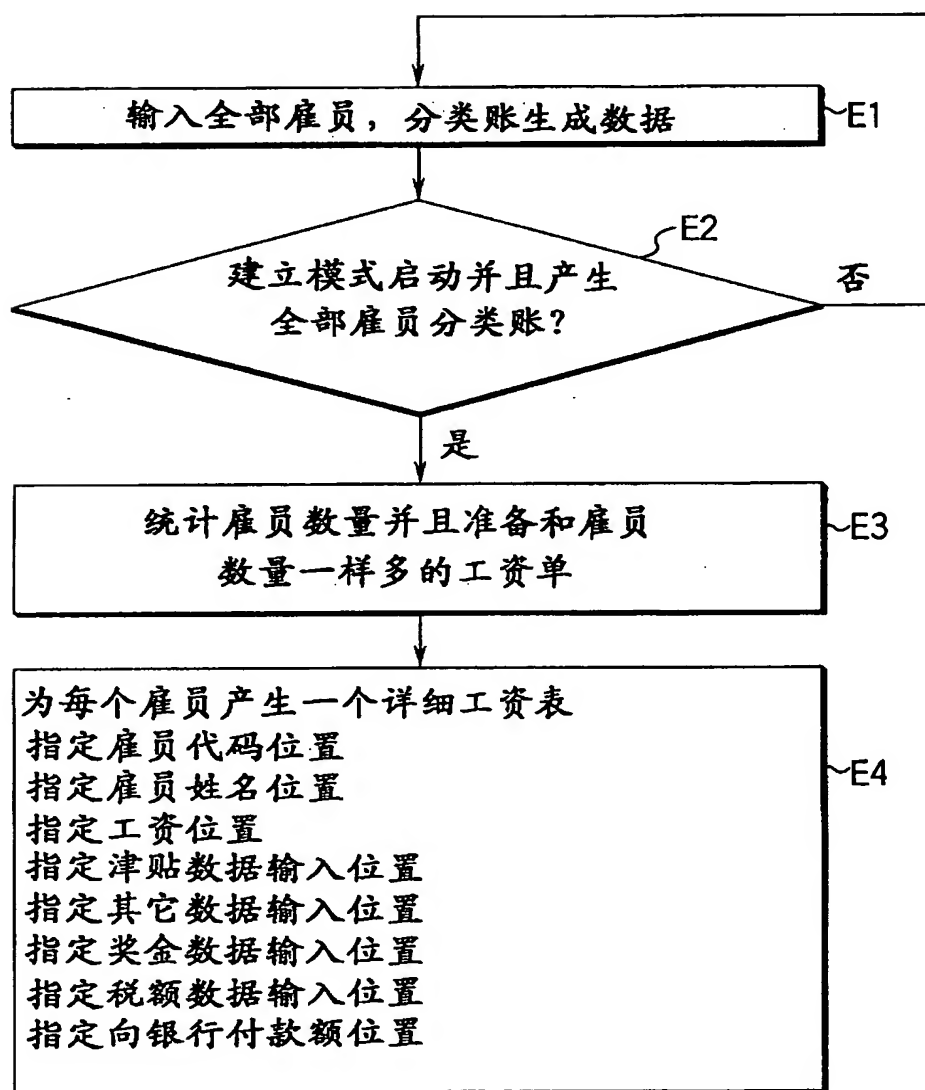 输入全部雇员，分类账生成数据
E1
E2
建立模式启动并且产生
全部雇员分类账？
否
是
统计雇员数量并且准备和雇员
数量一样多的工资单
E3
为每个雇员产生一个详细工资表
指定雇员代码位置
指定雇员姓名位置
指定工资位置
指定津贴数据输入位置
指定其它数据输入位置
指定奖金数据输入位置
指定税额数据输入位置
指定向银行付款额位置
E4